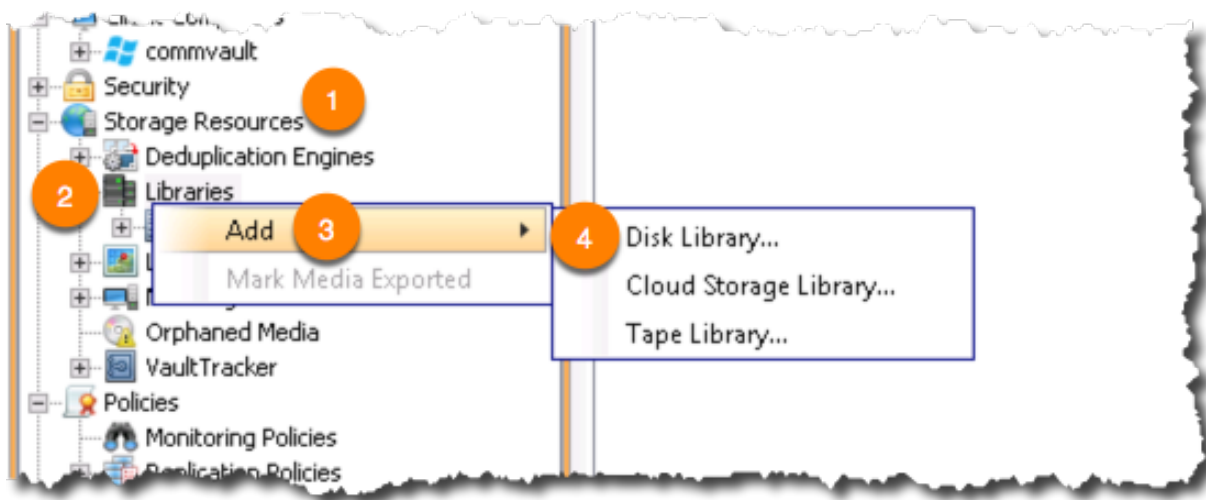 commvault
Security
1
Storage Resources
Deduplication Engines
2
Libraries
Add
3
4
Disk Library...
Mark Media Exported
Cloud Storage Library...
Tape Library...
Orphaned Media
VaultTracker
Policies
Monitoring Policies
Replication Policies